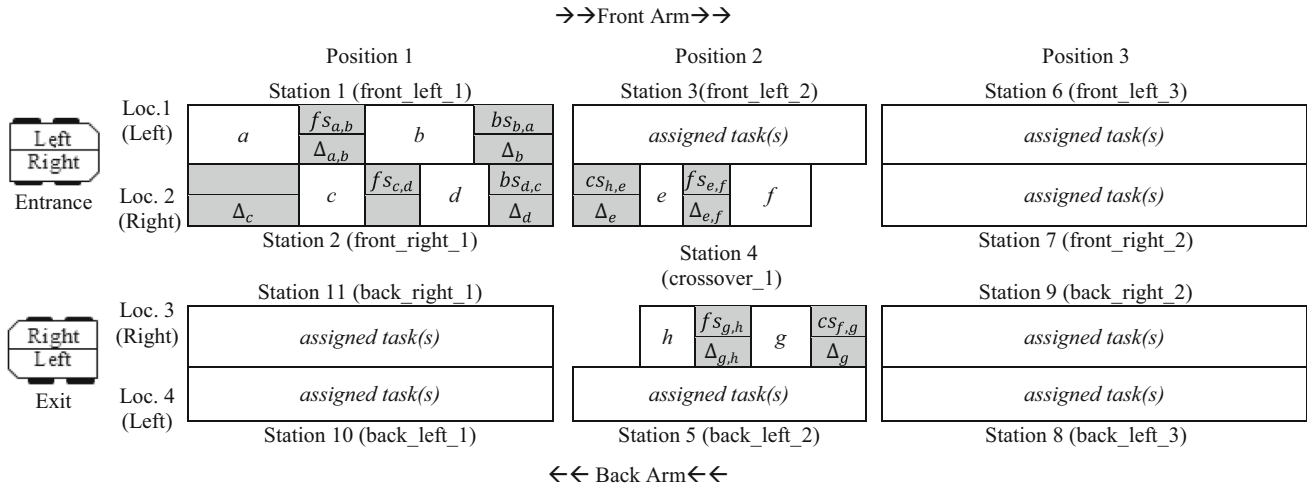 →→Front Arm→→
Position 1 Position 2 Position 3
Station 1 (front_left_1) Station 3(front_left_2) Station 6 (front_left_3)
Loc.1
(Left)
a fs_{a,b} b bs_{b,a} assigned task(s) assigned task(s)
Δ_{a,b} Δ_b
Left
Right
Entrance
Loc. 2
(Right)
c fs_{c,d} d bs_{d,c} cs_{h,e} e fs_{e,f} f assigned task(s)
Δ_c Δ_d Δ_e Δ_{e,f}
Station 2 (front_right_1) Station 7 (front_right_2)
Station 4
(crossover_1)
Station 11 (back_right_1) Station 9 (back_right_2)
Loc. 3
(Right)
assigned task(s) h fs_{g,h} g cs_{f,g} assigned task(s)
Δ_{g,h} Δ_g
Right
Left
Exit
Loc. 4
(Left)
assigned task(s) assigned task(s) assigned task(s)
Station 10 (back_left_1) Station 5 (back_left_2) Station 8 (back_left_3)
←← Back Arm←←